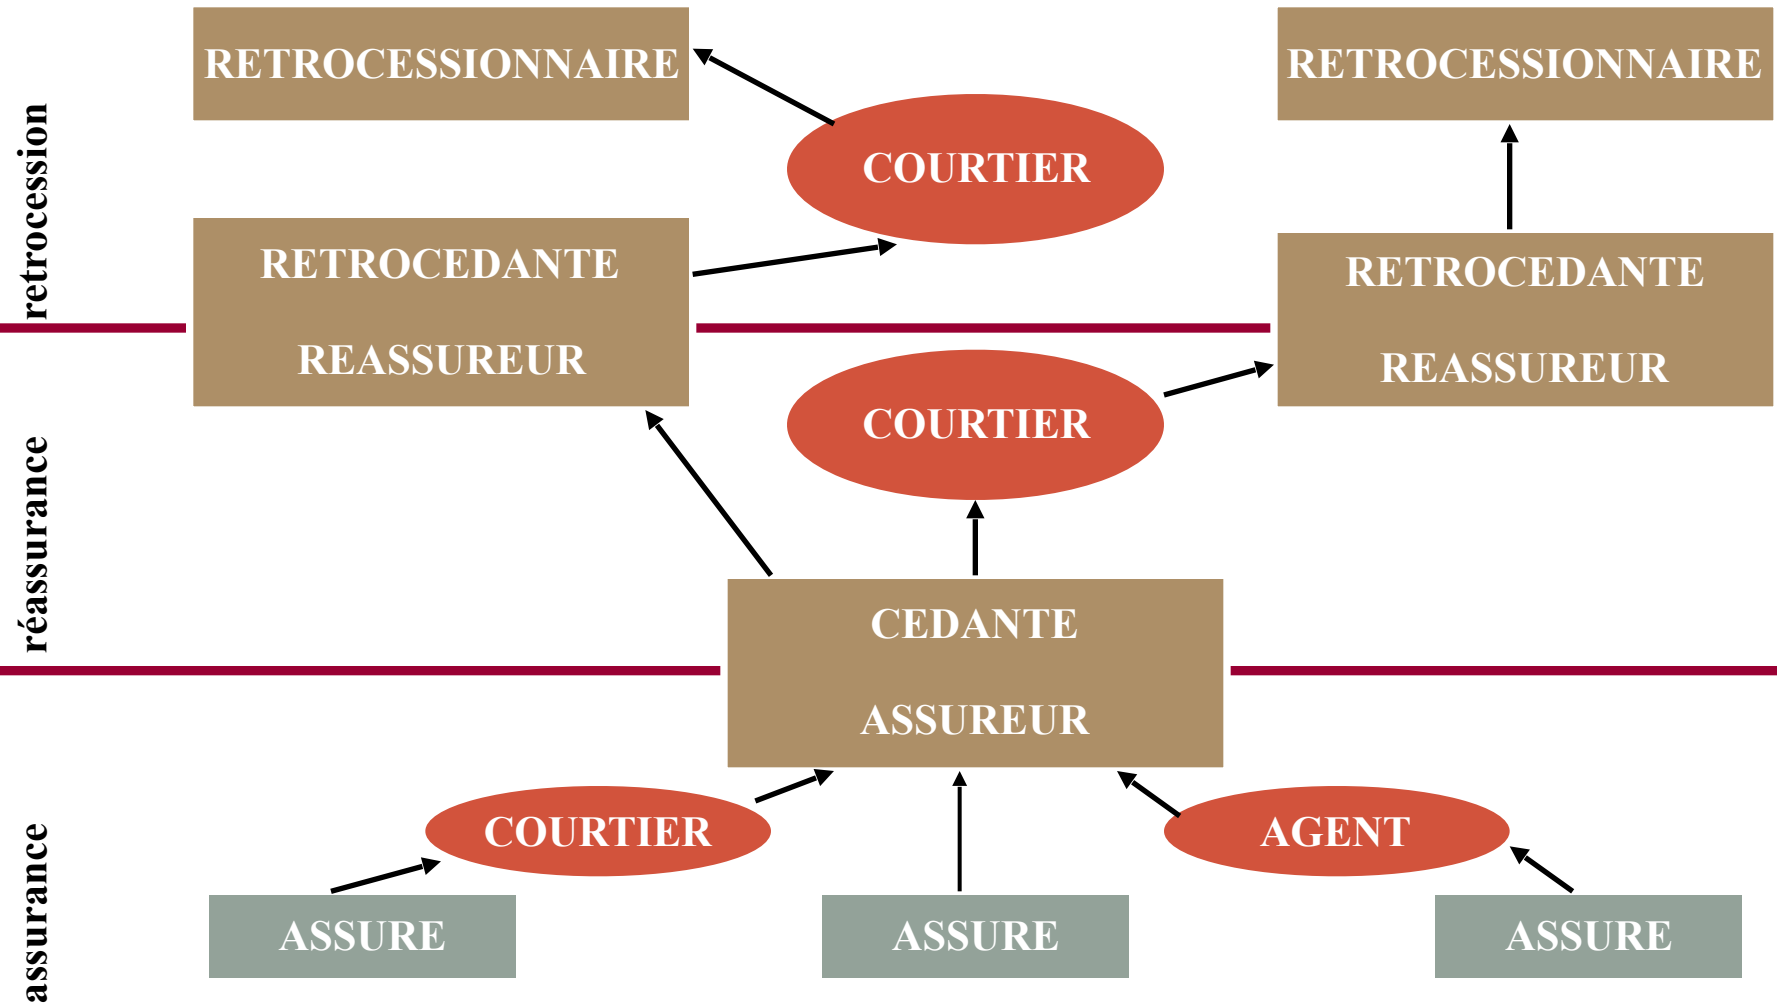 RETROCESSIONNAIRE
RETROCESSIONNAIRE
retrocession
COURTIER
RETROCEDANTE
REASSUREUR
RETROCEDANTE
REASSUREUR
COURTIER
réassurance
CEDANTE
ASSUREUR
COURTIER
AGENT
assurance
ASSURE
ASSURE
ASSURE